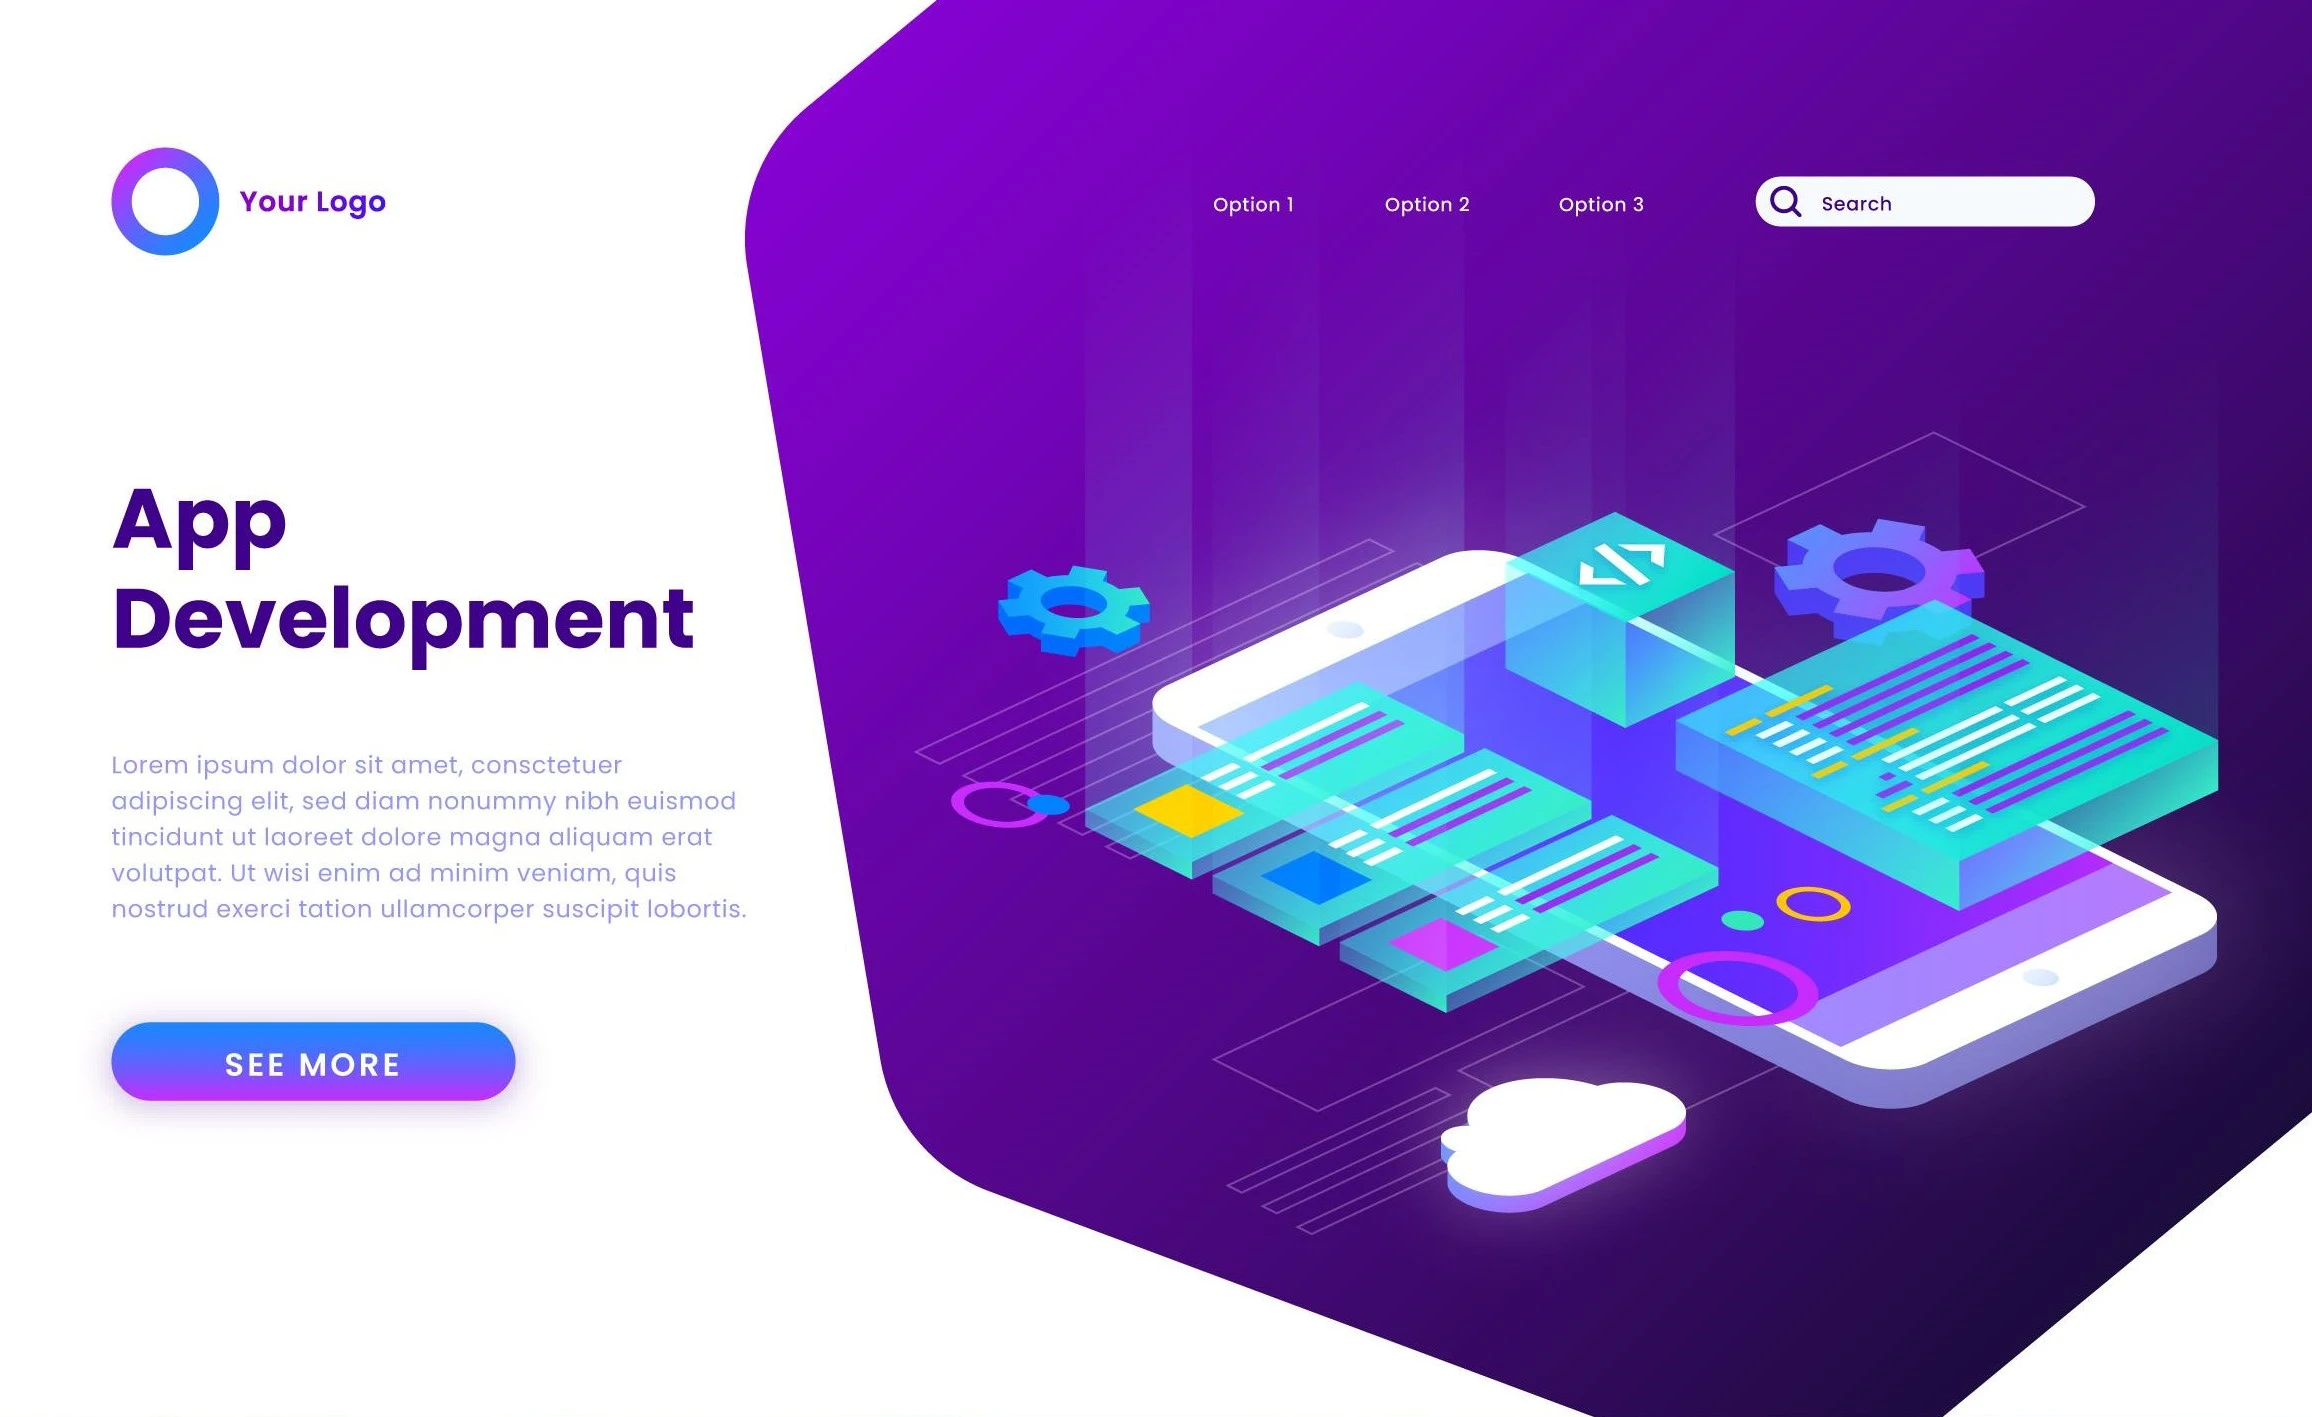 Your Logo
Option 1 Option 2 Option 3 Search
</>
App
Development
Lorem ipsum dolor sit amet, consctetuer
adipiscing elit, sed diam nonummy nibh euismod
tincidunt ut laoreet dolore magna aliquam erat
volutpat. Ut wisi enim ad minim veniam, quis
nostrud exerci tation ullamcorper suscipit lobortis.
SEE MORE